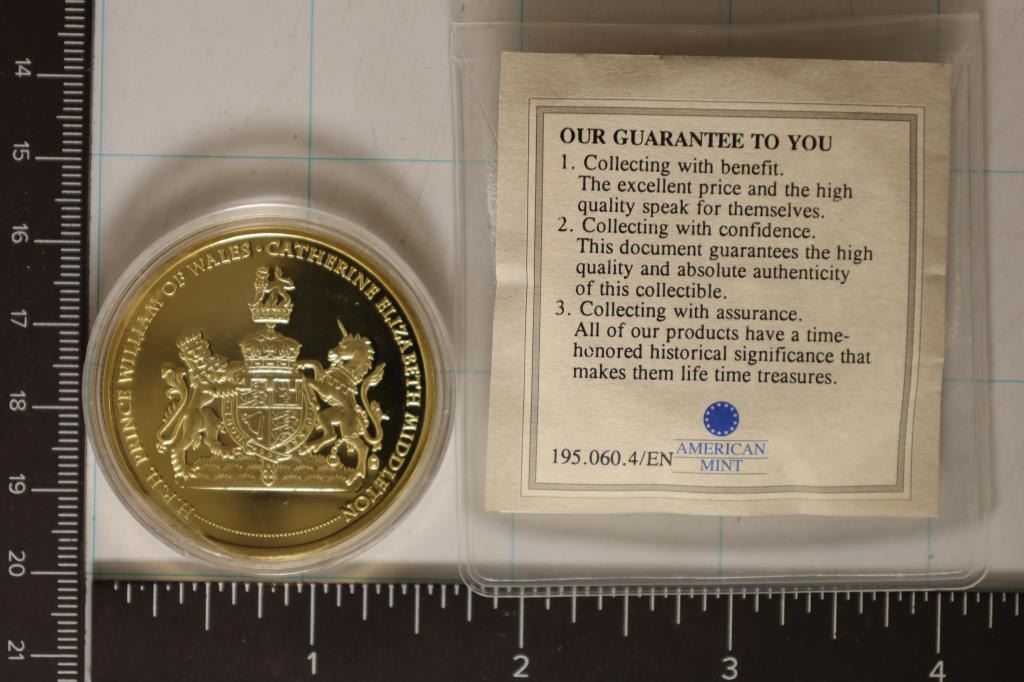 14
15
16
17
18
19
20
21
H.R.H. PRINCE WILLIAM OF WALES · CATHERINE ELIZABETH MIDDLETON
OUR GUARANTEE TO YOU
1. Collecting with benefit.
The excellent price and the high
quality speak for themselves.
2. Collecting with confidence.
This document guarantees the high
quality and absolute authenticity
of this collectible.
3. Collecting with assurance.
All of our products have a time-
honored historical significance that
makes them life time treasures.
195.060.4/EN
AMERICAN
MINT
1 2 3 4